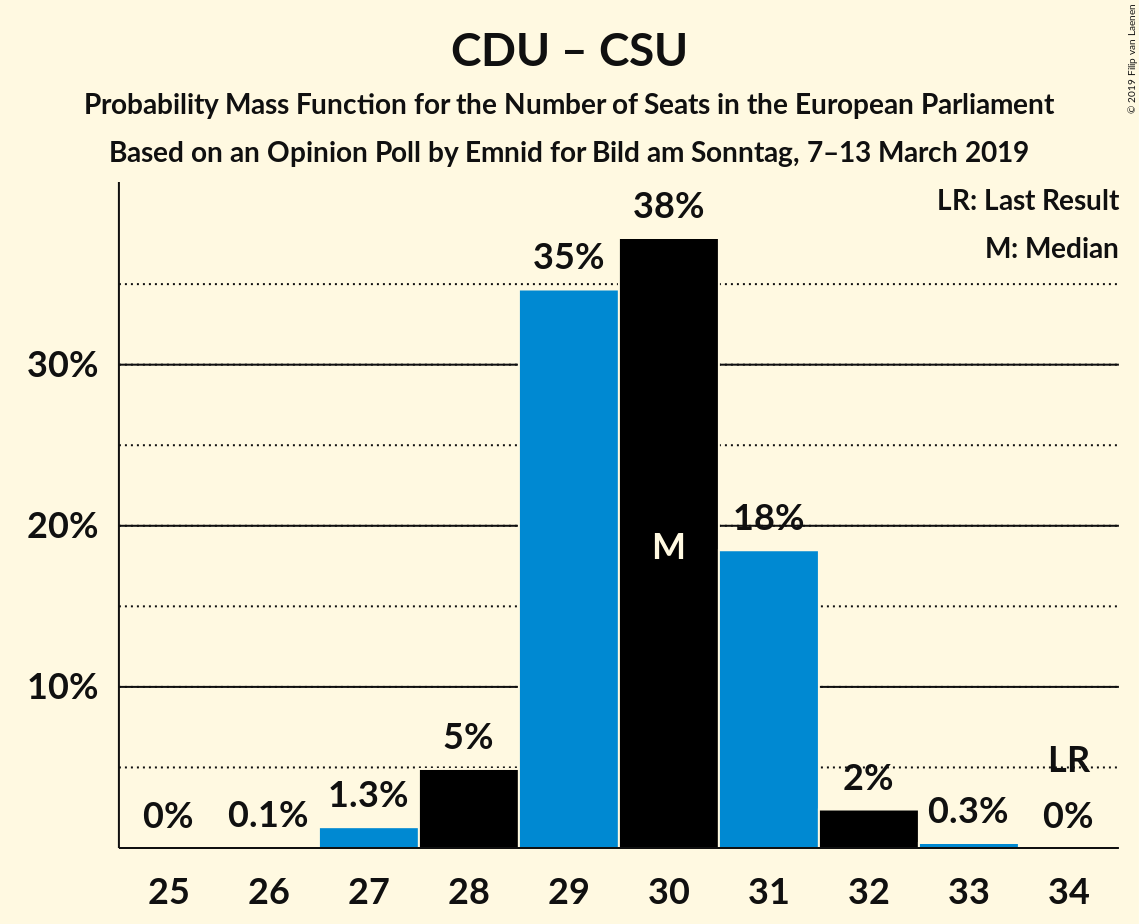 CDU – CSU
Probability Mass Function for the Number of Seats in the European Parliament
Based on an Opinion Poll by Emnid for Bild am Sonntag, 7–13 March 2019
© 2019 Filip van Laenen
LR: Last Result
M: Median
30%
20%
10%
0%
0.1%
1.3%
5%
35%
38%
M
18%
2%
0.3%
LR
0%
25 26 27 28 29 30 31 32 33 34